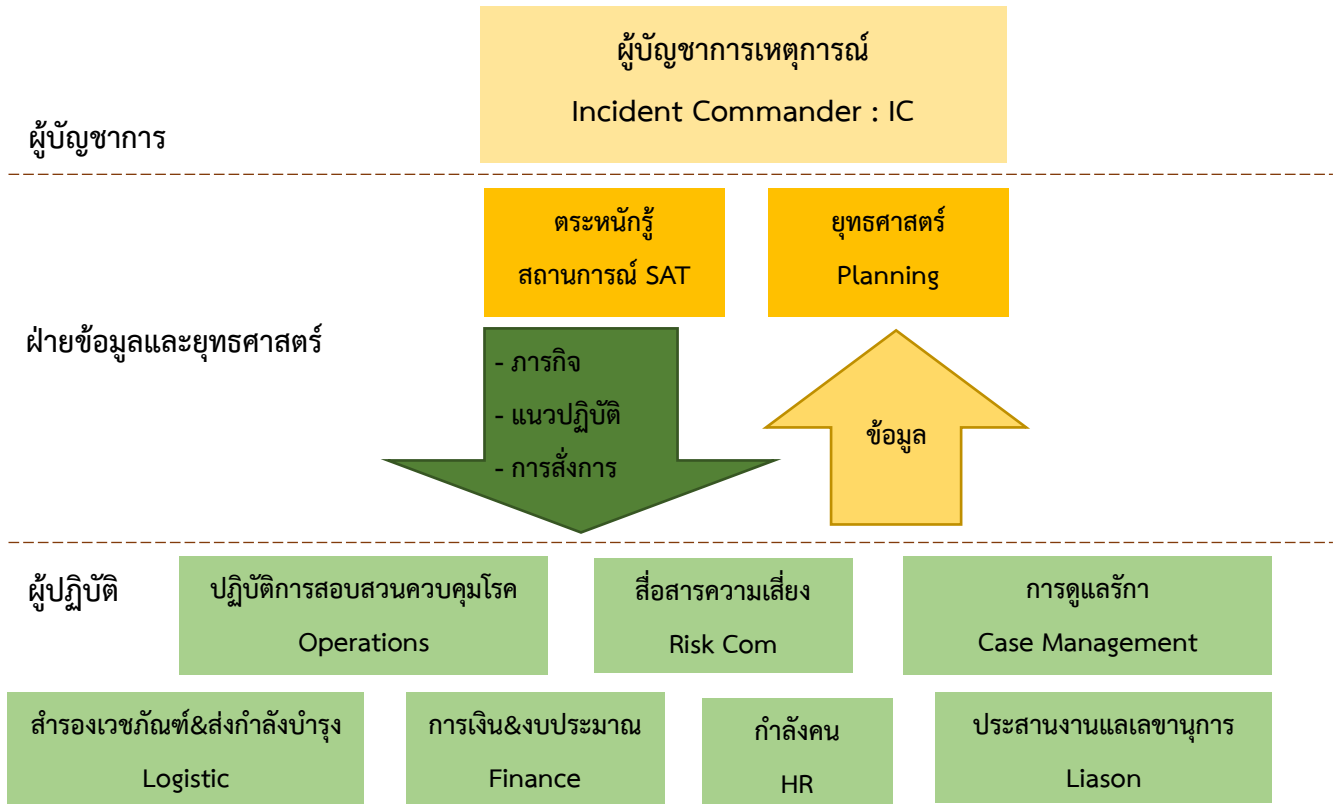 ผู้บัญชาการเหตุการณ์
Incident Commander : IC
ผู้บัญชาการ
ตระหนักรู้
สถานการณ์ SAT
ยุทธศาสตร์
Planning
ฝ่ายข้อมูลและยุทธศาสตร์
- ภารกิจ
- แนวปฏิบัติ
- การสั่งการ
ข้อมูล
ผู้ปฏิบัติ
ปฏิบัติการสอบสวนควบคุมโรค
Operations
สื่อสารความเสี่ยง
Risk Com
การดูแลรักา
Case Management
สำรองเวชภัณฑ์&ส่งกำลังบำรุง
Logistic
การเงิน&งบประมาณ
Finance
กำลังคน
HR
ประสานงานแลเลขานุการ
Liason